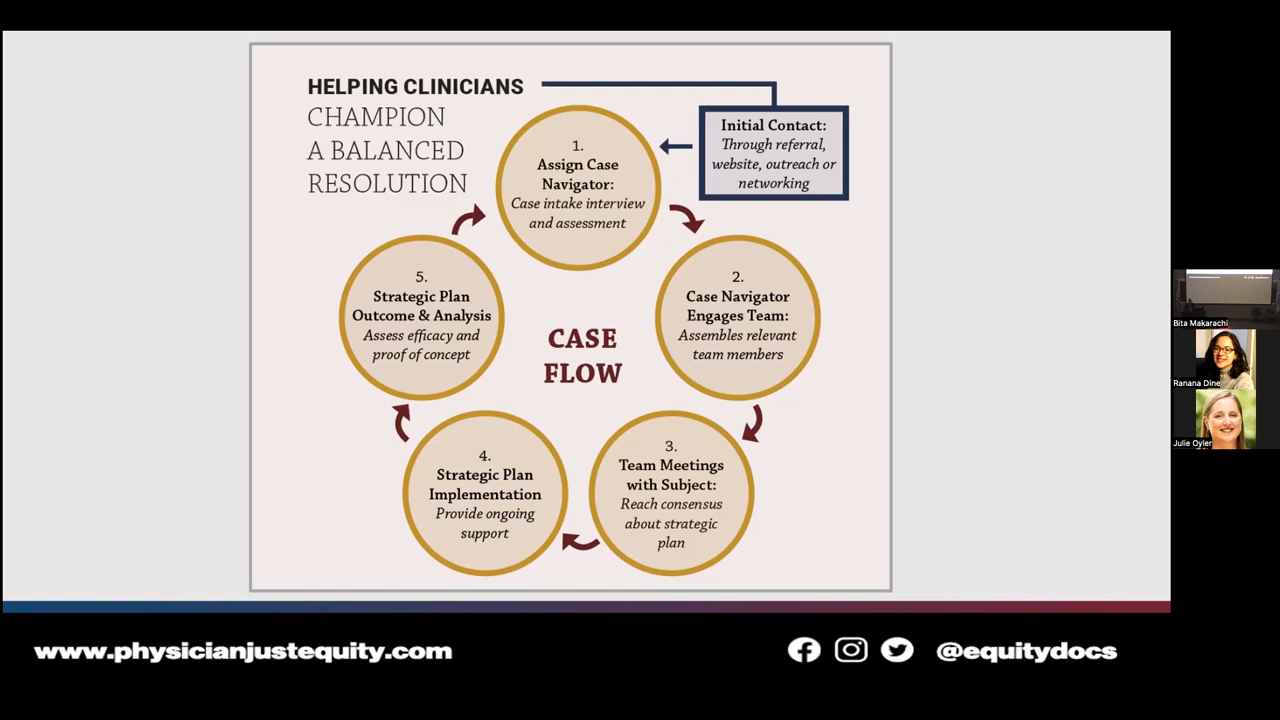 HELPING CLINICIANS
CHAMPION
A BALANCED
RESOLUTION
Initial Contact:
Through referral,
website, outreach or
networking
1.
Assign Case
Navigator:
Case intake interview
and assessment
2.
Case Navigator
Engages Team:
Assembles relevant
team members
3.
Team Meetings
with Subject:
Reach consensus
about strategic
plan
4.
Strategic Plan
Implementation
Provide ongoing
support
5.
Strategic Plan
Outcome & Analysis
Assess efficacy and
proof of concept
CASE
FLOW
www.physicianjustequity.com
@equitydocs
Bita Makarachi
Ranana Dine
Julie Oyler